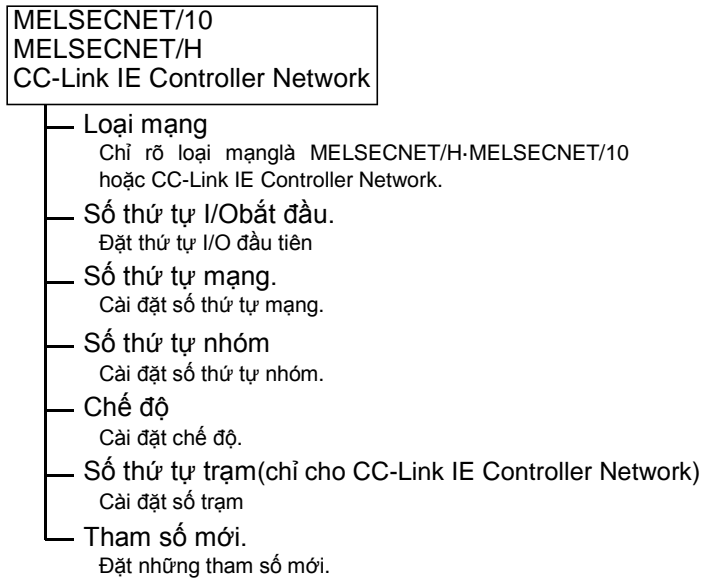 MELSECNET/10
MELSECNET/H
CC-Link IE Controller Network
Loại mạng
Chỉ rõ loại mạnglà MELSECNET/H·MELSECNET/10
hoặc CC-Link IE Controller Network.
Số thứ tự I/Obắt đầu.
Đặt thứ tự I/O đầu tiên
Số thứ tự mạng.
Cài đặt số thứ tự mạng.
Số thứ tự nhóm
Cài đặt số thứ tự nhóm.
Chế độ
Cài đặt chế độ.
Số thứ tự trạm(chỉ cho CC-Link IE Controller Network)
Cài đặt số trạm
Tham số mới.
Đặt những tham số mới.